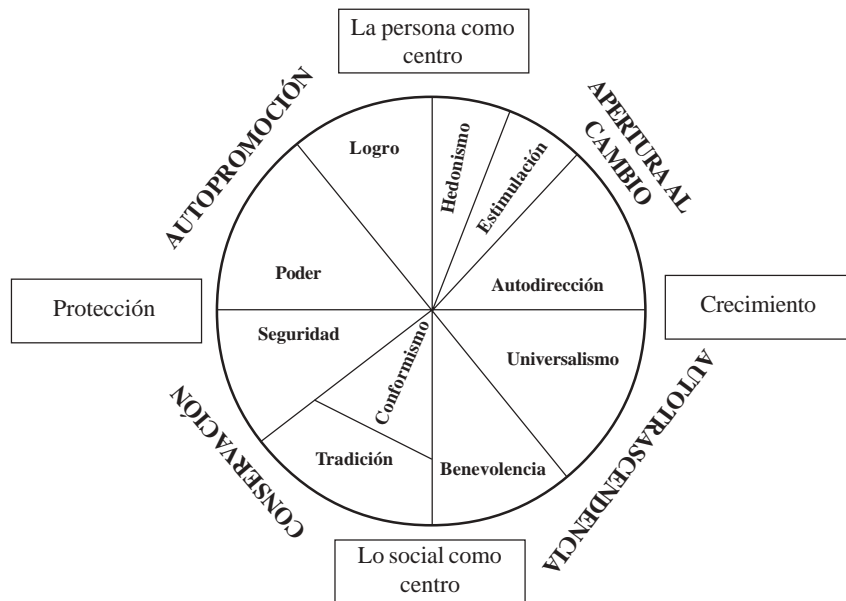 La persona como
centro
AUTOPROMOCIÓN
APERTURA AL
CAMBIO
Logro
Hedonismo
Estimulación
Poder
Autodirección
Protección
Crecimiento
Seguridad
Conformismo
Universalismo
Tradición
Benevolencia
CONSERVACIÓN
AUTOTRASCENDENCIA
Lo social como
centro